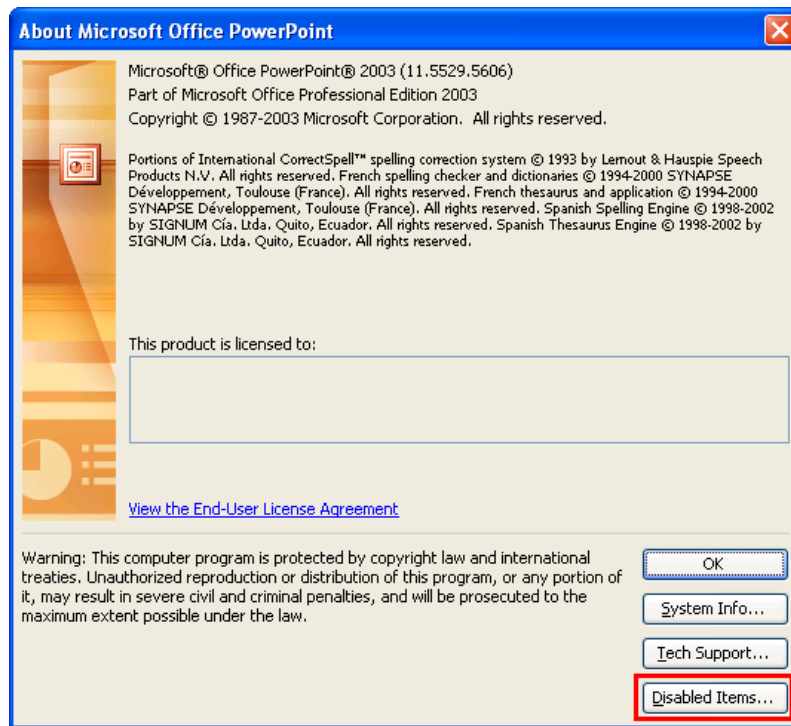 About Microsoft Office PowerPoint
Microsoft® Office PowerPoint® 2003 (11.5529.5606)
Part of Microsoft Office Professional Edition 2003
Copyright © 1987-2003 Microsoft Corporation.  All rights reserved.
Portions of International CorrectSpell™ spelling correction system © 1993 by Lernout & Hauspie Speech
Products N.V. All rights reserved. French spelling checker and dictionaries © 1994-2000 SYNAPSE
Développement, Toulouse (France). All rights reserved. French thesaurus and application © 1994-2000
SYNAPSE Développement, Toulouse (France). All rights reserved. Spanish Spelling Engine © 1998-2002
by SIGNUM Cía. Ltda. Quito, Ecuador. All rights reserved. Spanish Thesaurus Engine © 1998-2002 by
SIGNUM Cía. Ltda. Quito, Ecuador. All rights reserved.
This product is licensed to:
View the End-User License Agreement
Warning: This computer program is protected by copyright law and international
treaties. Unauthorized reproduction or distribution of this program, or any portion of
it, may result in severe civil and criminal penalties, and will be prosecuted to the
maximum extent possible under the law.
OK
System Info...
Tech Support...
Disabled Items...